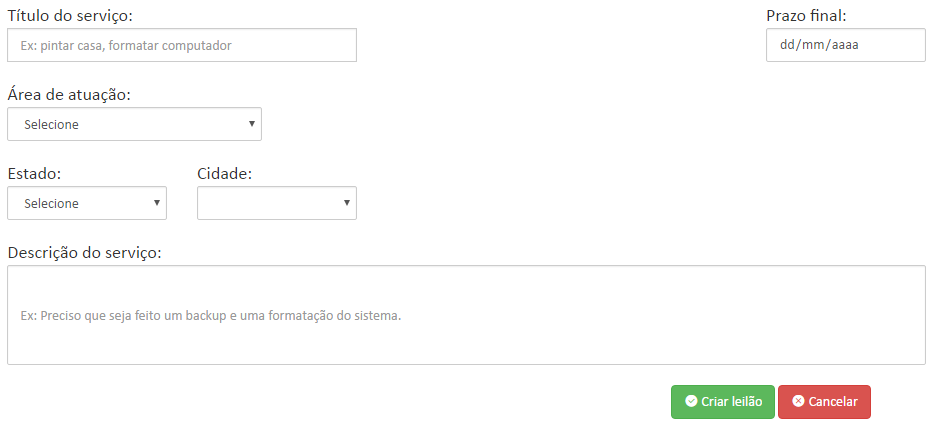 Título do serviço: Prazo final:
Ex: pintar casa, formatar computador dd/mm/aaaa
Área de atuação:
Selecione
Estado: Cidade:
Selecione
Descrição do serviço:
Ex: Preciso que seja feito um backup e uma formatação do sistema.
Criar leilão Cancelar